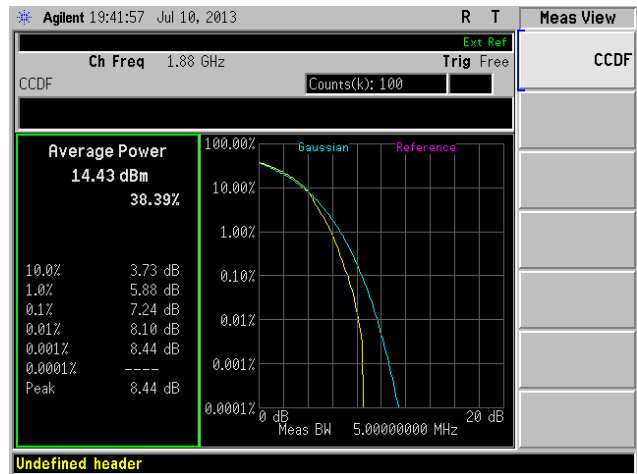 Agilent 19:41:57 Jul 10, 2013 R T
Meas View
Ext Ref
Ch Freq 1.88 GHz Trig Free
CCDF
CCDF Counts(k): 100
Average Power
14.43 dBm
38.39%
10.0% 3.73 dB
1.0% 5.88 dB
0.1% 7.24 dB
0.01% 8.10 dB
0.001% 8.44 dB
0.0001% ----
Peak 8.44 dB
100.00% Gaussian Reference
10.00%
1.00%
0.10%
0.01%
0.001%
0.0001%
0 dB 20 dB
Meas BW 5.00000000 MHz
Undefined header